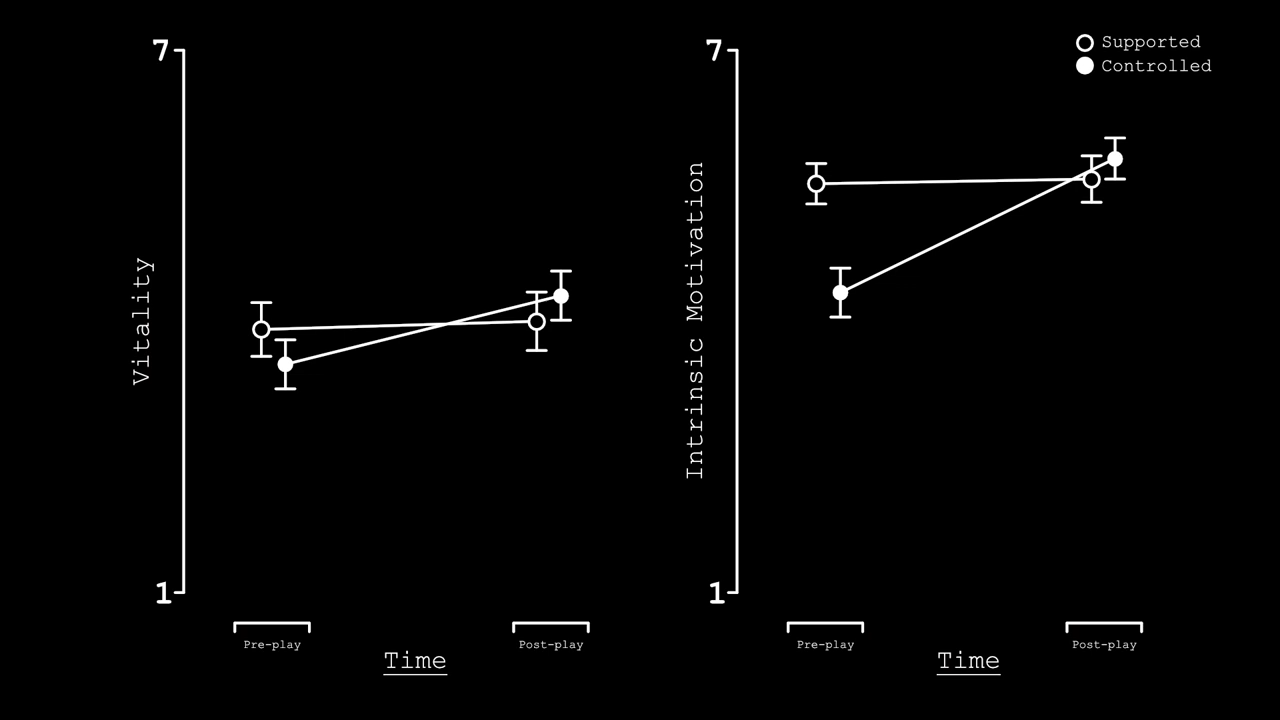 7
Vitality
1
Pre-play
Post-play
Time
7
Intrinsic Motivation
1
Pre-play
Post-play
Time
Supported
Controlled